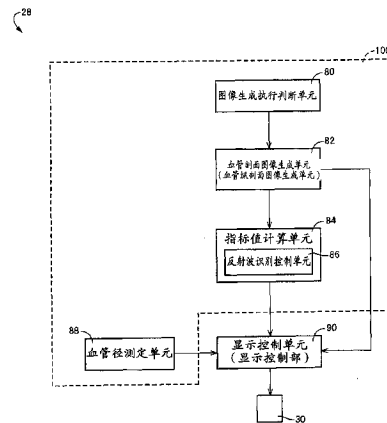 28
100
80
图像生成执行判断单元
82
血管剖面图像生成单元
(血管纵剖面图像生成单元)
84
指标值计算单元
86
反射波识别控制单元
88
血管径测定单元
90
显示控制单元
(显示控制部)
30